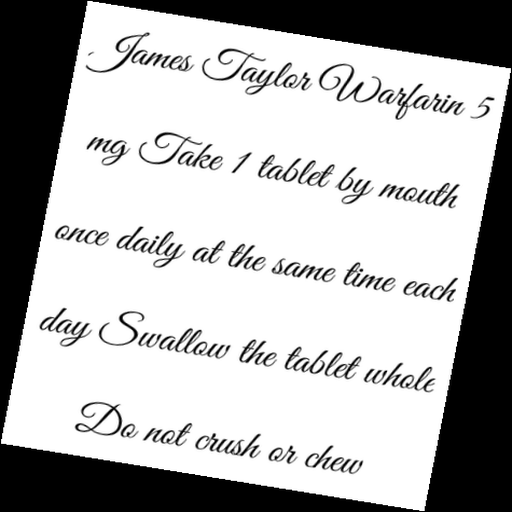 James Taylor Warfarin 5
mg Take 1 tablet by mouth
once daily at the same time each
day Swallow the tablet whole
Do not crush or chew